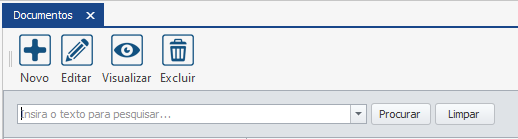 Documentos
Novo Editar Visualizar Excluir
Insira o texto para pesquisar... Procurar Limpar